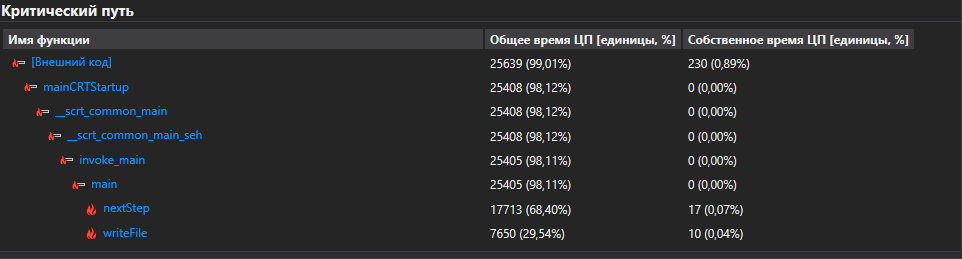 Критический путь
Имя функции Общее время ЦП [единицы, %] Собственное время ЦП [единицы, %]
[Внешний код] 25639 (99,01%) 230 (0,89%)
mainCRTStartup 25408 (98,12%) 0 (0,00%)
__scrt_common_main 25408 (98,12%) 0 (0,00%)
__scrt_common_main_seh 25408 (98,12%) 0 (0,00%)
invoke_main 25405 (98,11%) 0 (0,00%)
main 25405 (98,11%) 0 (0,00%)
nextStep 17713 (68,40%) 17 (0,07%)
writeFile 7650 (29,54%) 10 (0,04%)